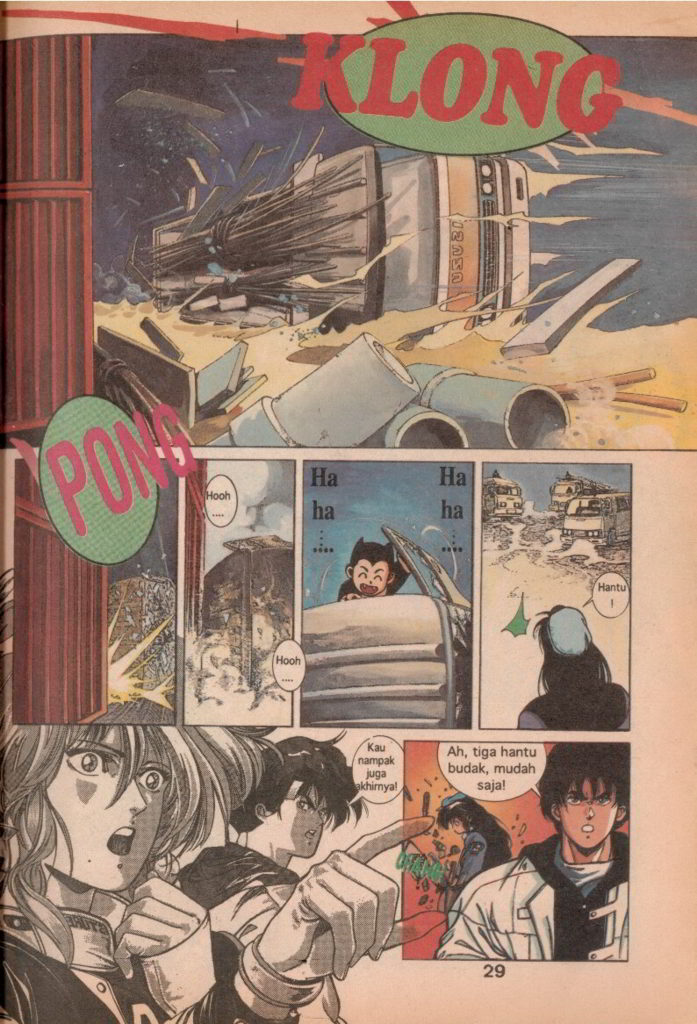 KLONG
ISUZU
PONG
Hooh
....
Hooh
....
Ha
ha
....
Ha
ha
....
Hantu
!
Kau
nampak
juga
akhirnya!
Ah, tiga hantu
budak, mudah
saja!
29